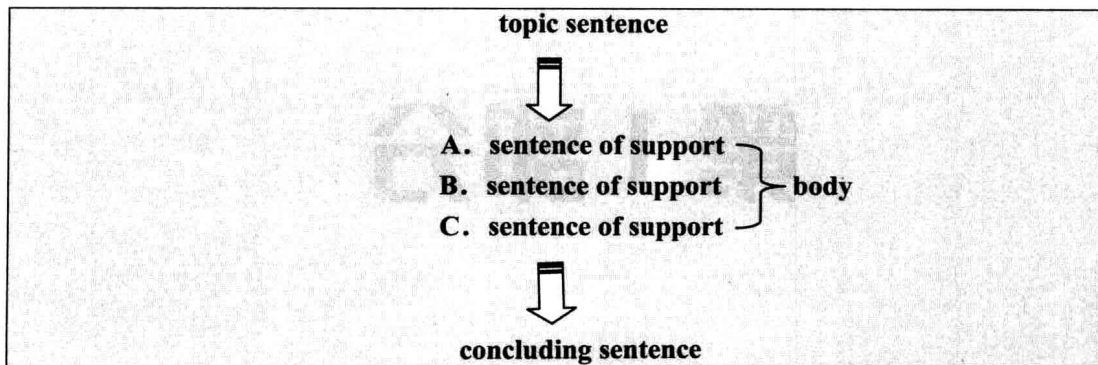 topic sentence
A. sentence of support
B. sentence of support
C. sentence of support
body
concluding sentence